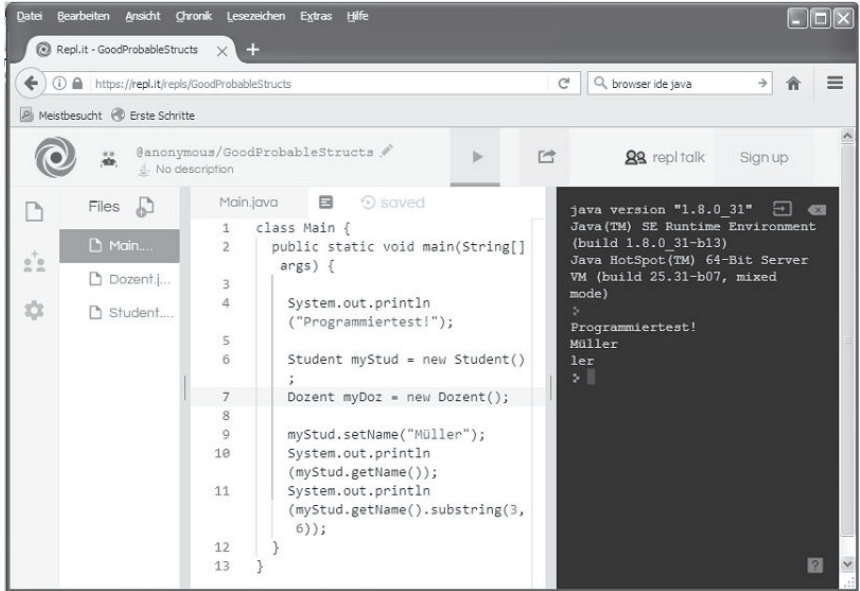 Datei Bearbeiten Ansicht Chronik Lesezeichen Extras Hilfe
Repl.it - GoodProbableStructs
https://repl.it/repls/GoodProbableStructs
browser ide java
Meistbesucht Erste Schritte
@anonymous/GoodProbableStructs
No description
repl talk Sign up
Files
Main....
Dozent.j...
Student....
Main.java saved
1 class Main {
2 public static void main(String[]
args) {
3
4 System.out.println
("Programmiertest!");
5
6 Student myStud = new Student()
;
7 Dozent myDoz = new Dozent();
8
9 myStud.setName("Müller");
10 System.out.println
(myStud.getName());
11 System.out.println
(myStud.getName().substring(3,
6));
12 }
13 }
java version "1.8.0_31"
Java(TM) SE Runtime Environment
(build 1.8.0_31-b13)
Java HotSpot(TM) 64-Bit Server
VM (build 25.31-b07, mixed
mode)
>
Programmiertest!
Müller
ler
>
?